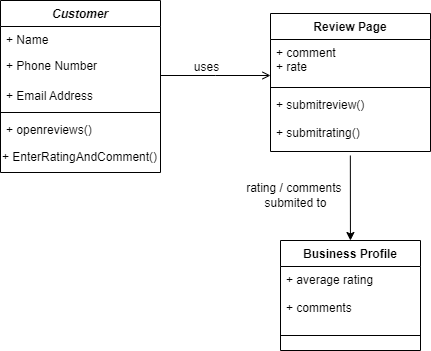 Customer
+ Name
+ Phone Number
+ Email Address
+ openreviews()
+ EnterRatingAndComment()
uses
Review Page
+ comment
+ rate
+ submitreview()
+ submitrating()
rating / comments
submited to
Business Profile
+ average rating
+ comments